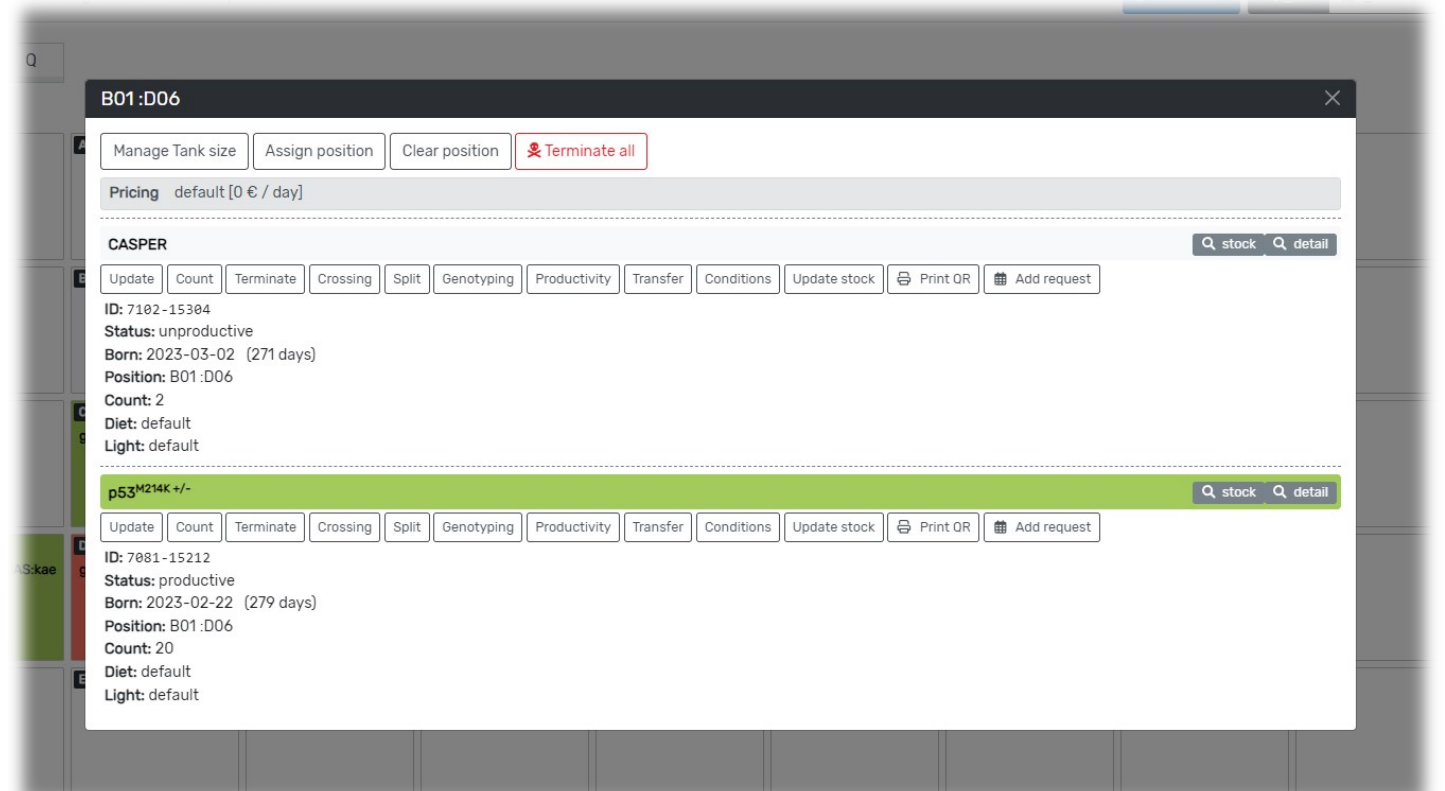 Q
B01 :D06
Manage Tank size Assign position Clear position Terminate all
Pricing default [0 € / day]
CASPER stock detail
Update Count Terminate Crossing Split Genotyping Productivity Transfer Conditions Update stock Print QR Add request
ID: 7102-15304
Status: unproductive
Born: 2023-03-02 (271 days)
Position: B01 :D06
Count: 2
Diet: default
Light: default
p53M214K +/- stock detail
Update Count Terminate Crossing Split Genotyping Productivity Transfer Conditions Update stock Print QR Add request
ID: 7081-15212
Status: productive
Born: 2023-02-22 (279 days)
Position: B01 :D06
Count: 20
Diet: default
Light: default
AS:kae